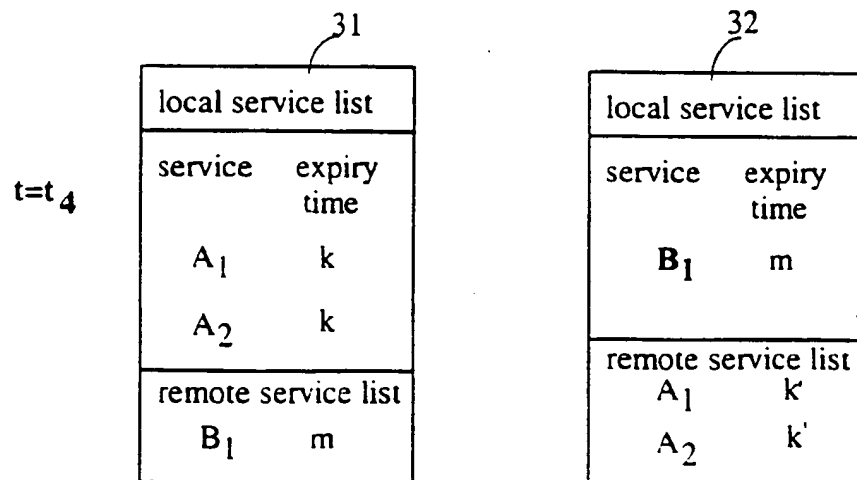 31
local service list
t=t4
service expiry time
A1 k
A2 k
remote service list
B1 m
32
local service list
service expiry time
B1 m
remote service list
A1 k'
A2 k'